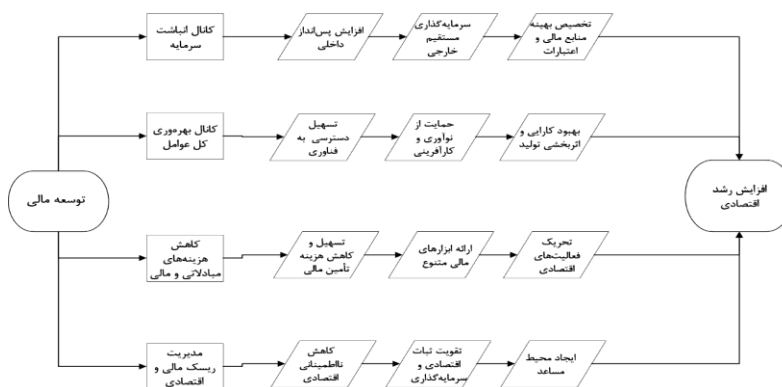 کانال انباشت
سرمایه
افزایش پس‌انداز
داخلی
سرمایه‌گذاری
مستقیم
خارجی
تخصیص بهینه
منابع مالی و
اعتبارات
کانال بهره‌وری
کل عوامل
تسهیل
دسترسی به
فناوری
حمایت از
نوآوری و
کارآفرینی
بهبود کارایی و
اثربخشی تولید
توسعه مالی
افزایش رشد
اقتصادی
کاهش
هزینه‌های
مبادلاتی و مالی
تسهیل و
کاهش هزینه
تأمین مالی
ارائه ابزارهای
مالی متنوع
تحریک
فعالیت‌های
اقتصادی
مدیریت
ریسک مالی و
اقتصادی
کاهش
نااطمینانی
اقتصادی
تقویت ثبات
اقتصادی و
سرمایه‌گذاری
ایجاد محیط
مساعد